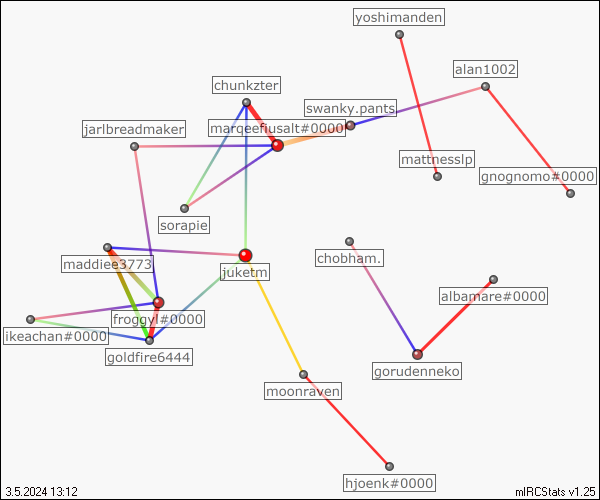 yoshimanden
alan1002
chunkzter
swanky.pants
jarlbreadmaker
marqeefiusalt#0000
mattnesslp
gnognomo#0000
sorapie
maddiee3773
juketm
chobham.
albamare#0000
froggyl#0000
ikeachan#0000
goldfire6444
gorudenneko
moonraven
hjoenk#0000
3.5.2024 13:12
mIRCStats v1.25